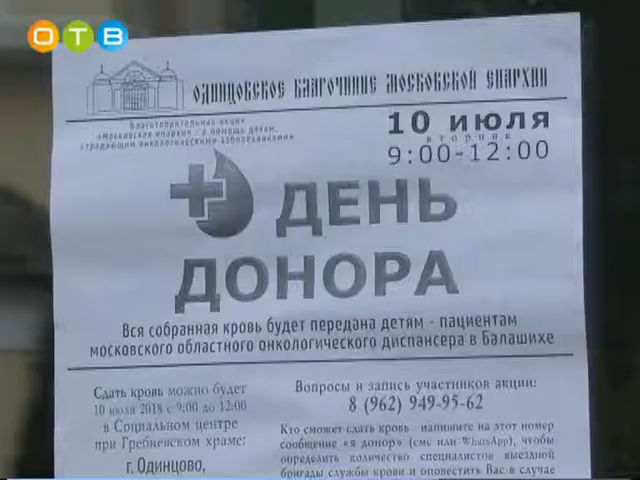 ОТВ
ОДИНЦОВСКОЕ БЛАГОЧИНИЕ МОСКОВСКОЙ ЕПАРХИИ
Благотворительная акция
«Московская епархия - в помощь детям,
страдающим онкологическими заболеваниями»
10 июля
вторник
9:00-12:00
ДЕНЬ
ДОНОРА
Вся собранная кровь будет передана детям - пациентам
московского областного онкологического диспансера в Балашихе
Сдать кровь можно будет
10 июля 2018 с 9:00 до 12:00
в Социальном центре
при Гребневском храме:
г. Одинцово,
Вопросы и запись участников акции:
8 (962) 949-95-62
Кто сможет сдать кровь - напишите на этот номер
сообщение «я донор» (смс или WhatsApp), чтобы
определить количество специалистов выездной
бригады службы крови и оповестить Вас в случае